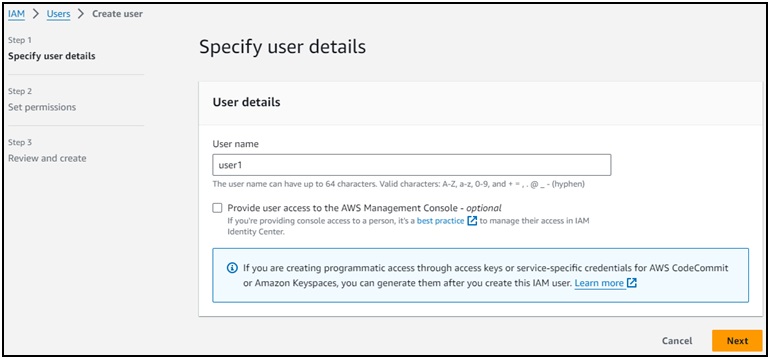 IAM > Users > Create user
Step 1
Specify user details
Step 2
Set permissions
Step 3
Review and create
Specify user details
User details
User name
user1
The user name can have up to 64 characters. Valid characters: A-Z, a-z, 0-9, and + = , . @ _ - (hyphen)
Provide user access to the AWS Management Console - optional
If you're providing console access to a person, it's a best practice to manage their access in IAM
Identity Center.
If you are creating programmatic access through access keys or service-specific credentials for AWS CodeCommit
or Amazon Keyspaces, you can generate them after you create this IAM user. Learn more
Cancel
Next